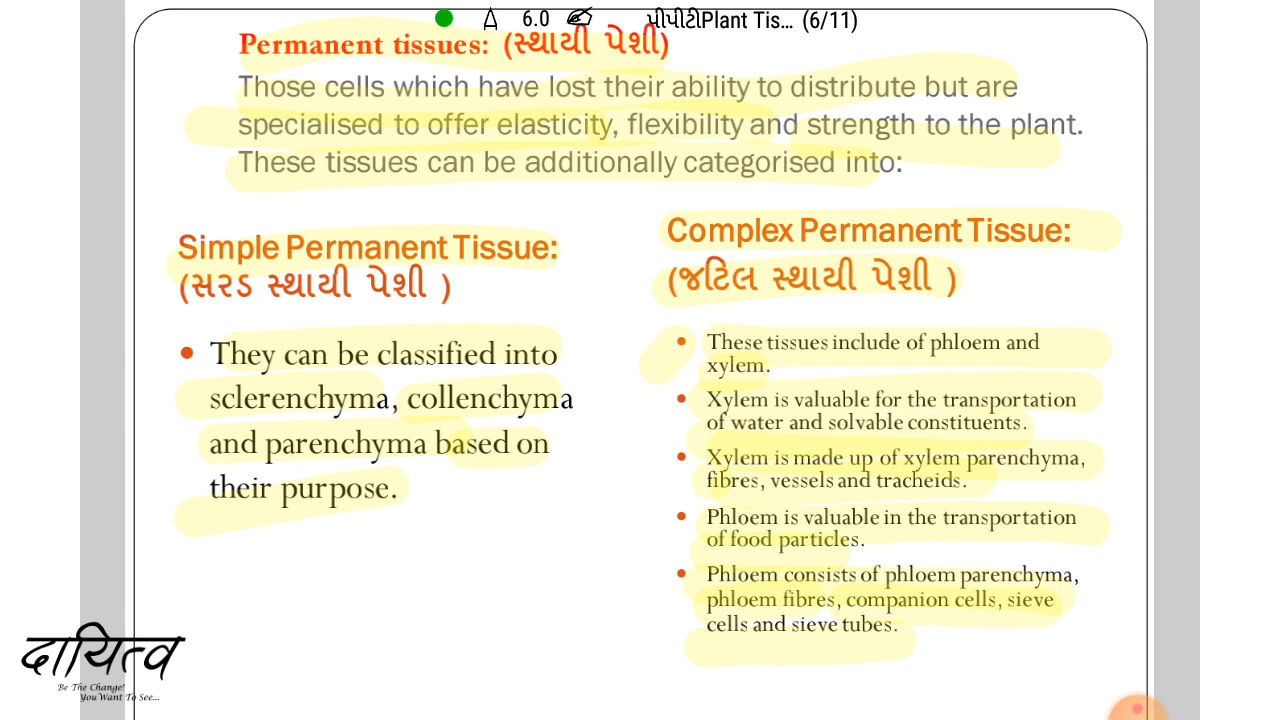 6.0 પીપીટીPlant Tis... (6/11)
Permanent tissues: (સ્થાયી પેશી)
Those cells which have lost their ability to distribute but are
specialised to offer elasticity, flexibility and strength to the plant.
These tissues can be additionally categorised into:
Simple Permanent Tissue:
(સરડ સ્થાયી પેશી )
• They can be classified into
sclerenchyma, collenchyma
and parenchyma based on
their purpose.
Complex Permanent Tissue:
(જટિલ સ્થાયી પેશી )
• These tissues include of phloem and
xylem.
• Xylem is valuable for the transportation
of water and solvable constituents.
• Xylem is made up of xylem parenchyma,
fibres, vessels and tracheids.
• Phloem is valuable in the transportation
of food particles.
• Phloem consists of phloem parenchyma,
phloem fibres, companion cells, sieve
cells and sieve tubes.
दायित्व
Be The Change!
You Want To See...